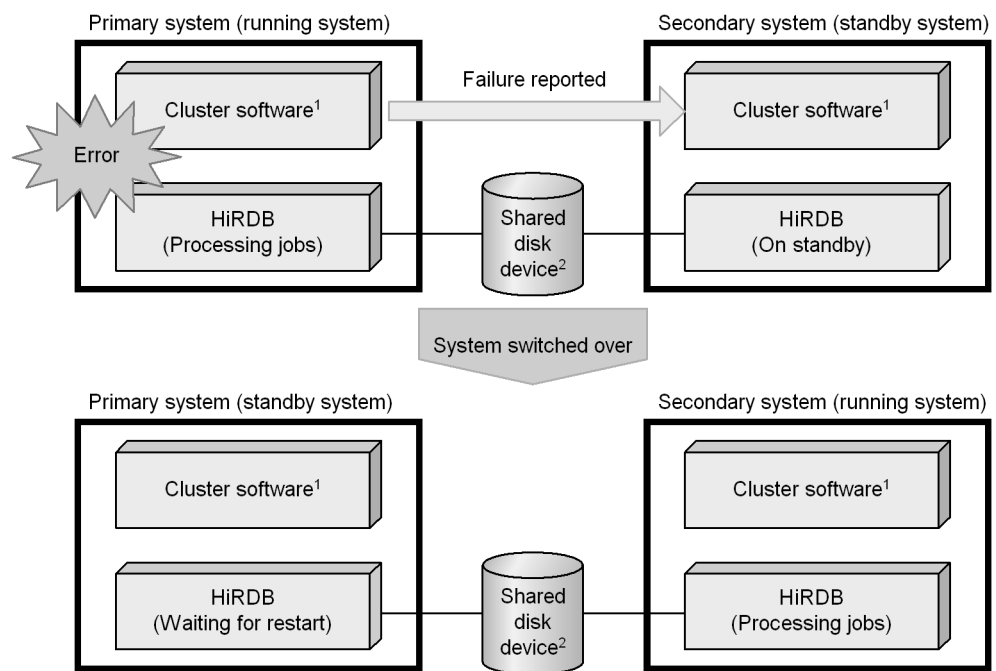 Primary system (running system)
Secondary system (standby system)
Cluster software¹
Failure reported
Cluster software¹
Error
HiRDB
(Processing jobs)
Shared
disk
device²
HiRDB
(On standby)
System switched over
Primary system (standby system)
Secondary system (running system)
Cluster software¹
Cluster software¹
HiRDB
(Waiting for restart)
Shared
disk
device²
HiRDB
(Processing jobs)